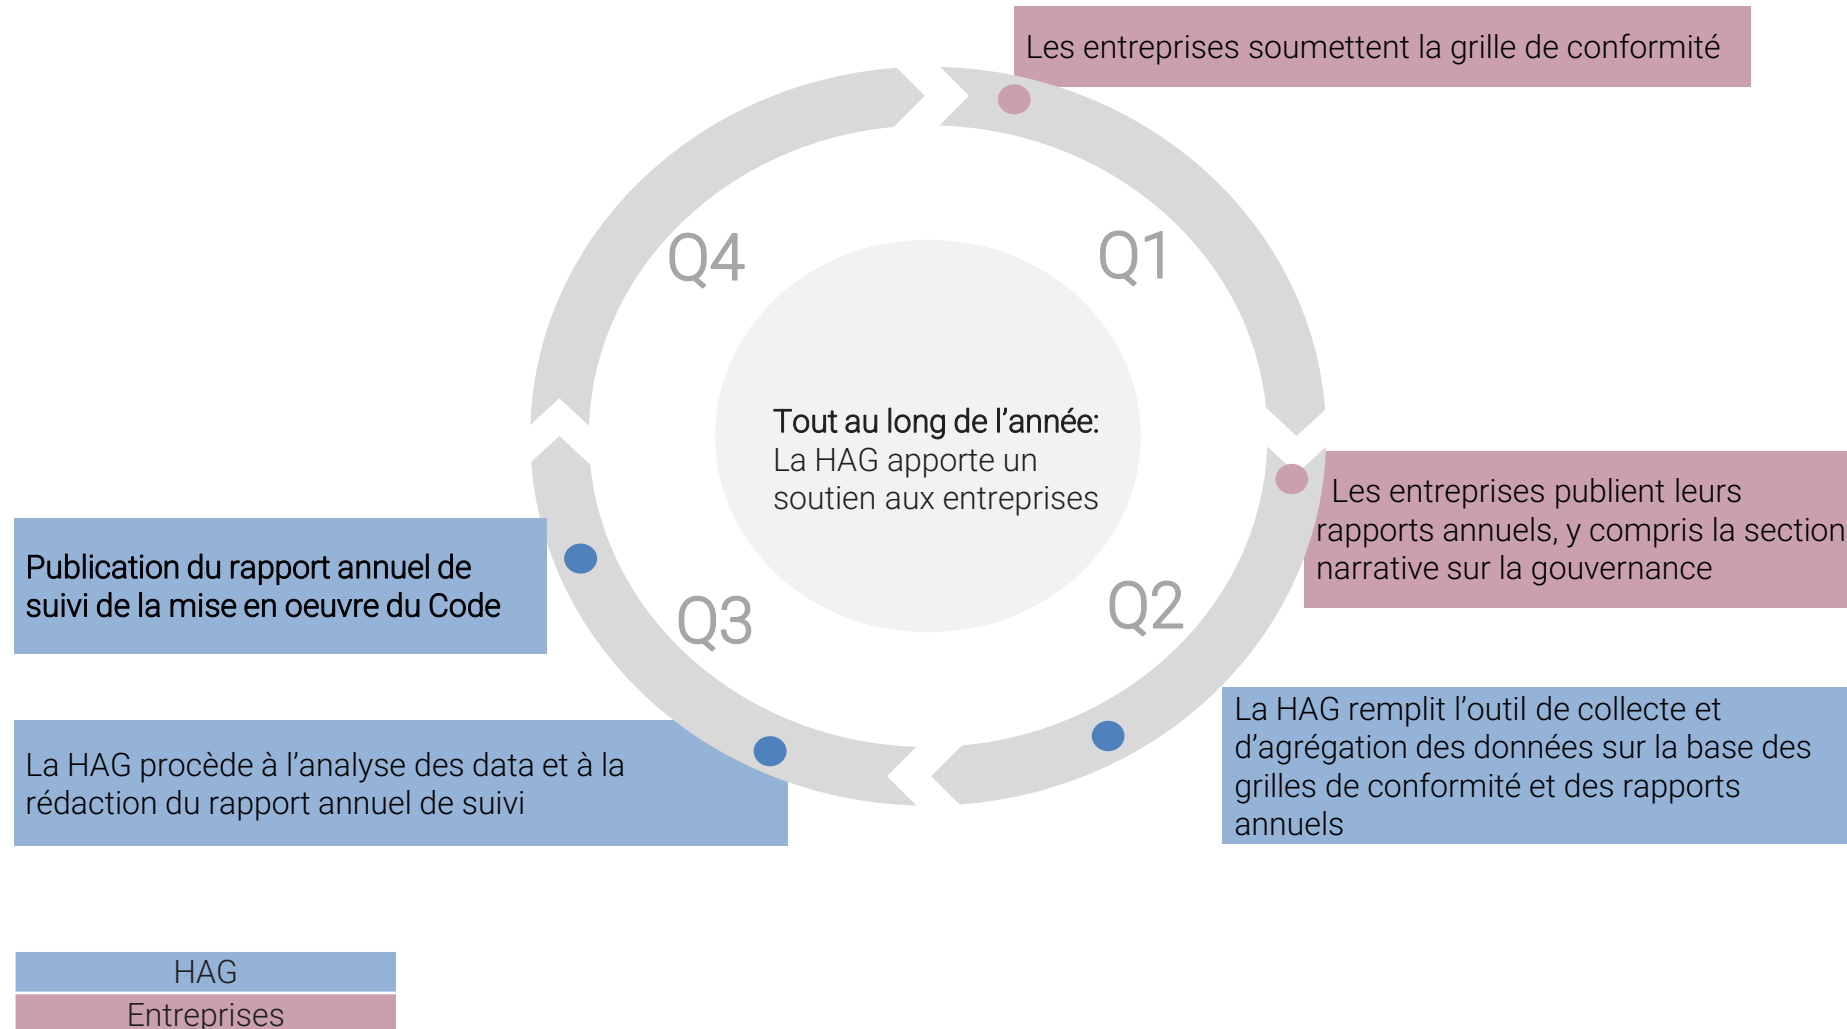 Les entreprises soumettent la grille de conformité
Q4
Q1
Tout au long de l’année:
La HAG apporte un
soutien aux entreprises
Les entreprises publient leurs
rapports annuels, y compris la section
narrative sur la gouvernance
Publication du rapport annuel de
suivi de la mise en oeuvre du Code
Q3
Q2
La HAG remplit l’outil de collecte et
d’agrégation des données sur la base des
grilles de conformité et des rapports
annuels
La HAG procède à l’analyse des data et à la
rédaction du rapport annuel de suivi
HAG
Entreprises